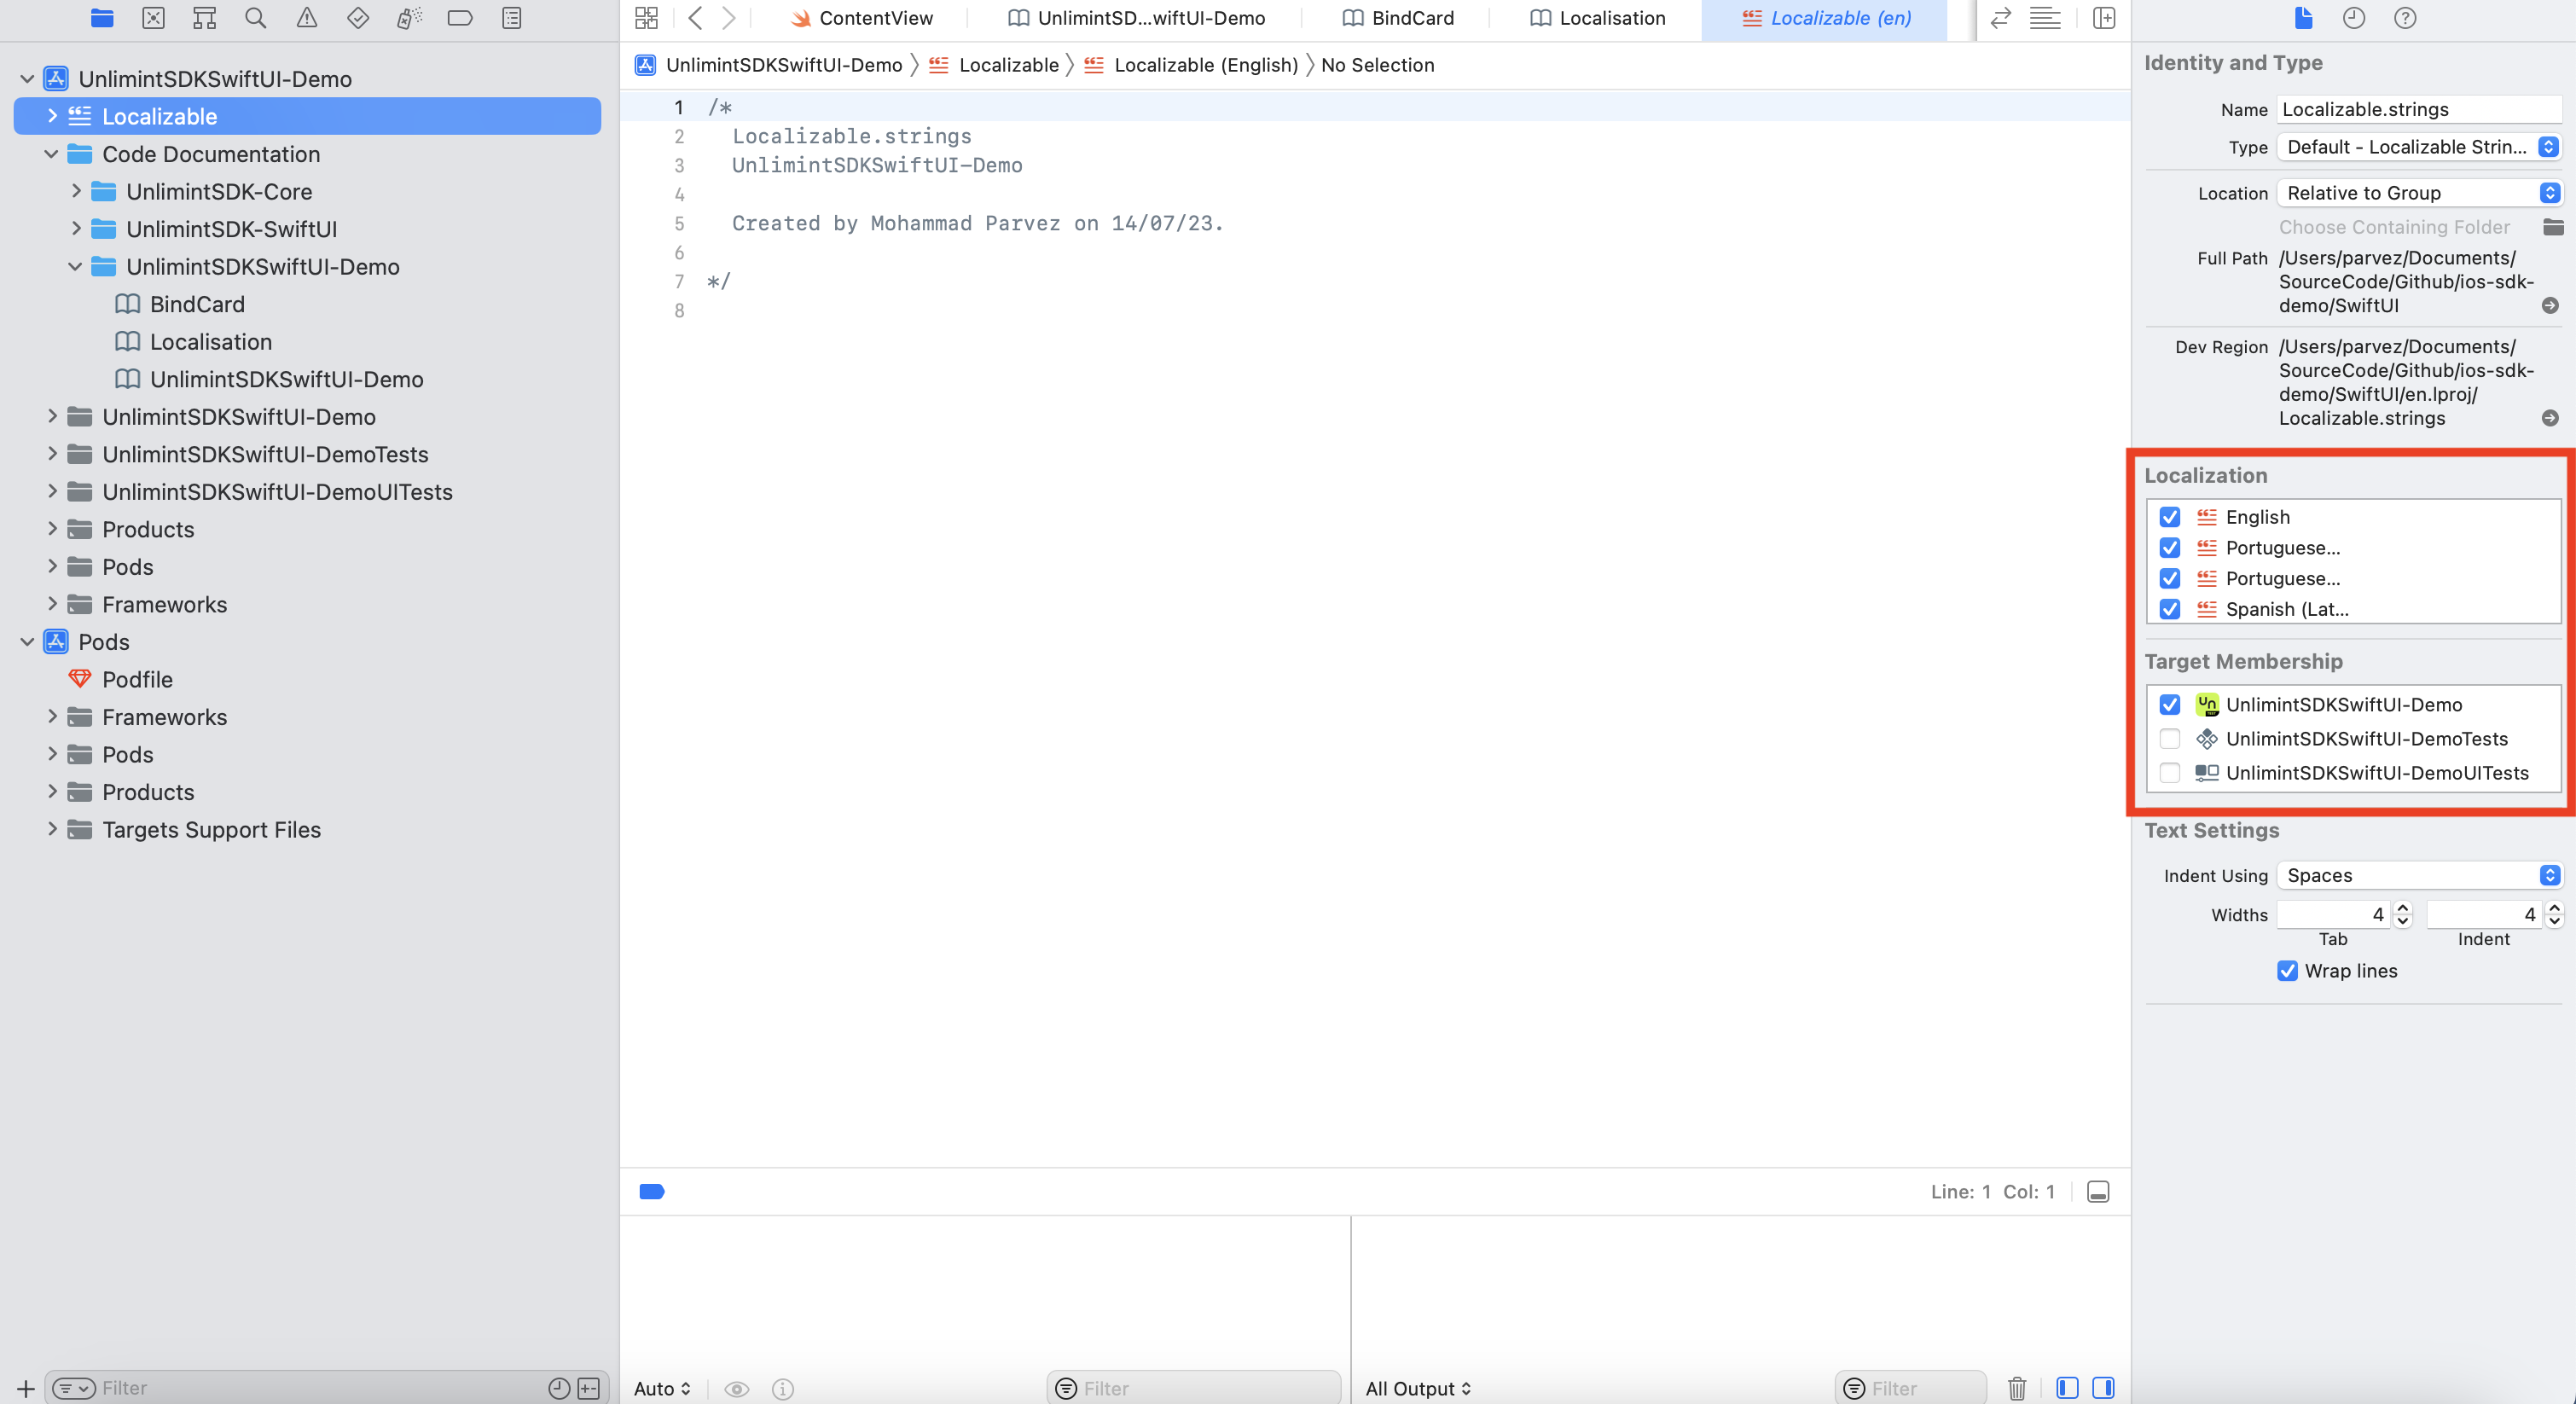 UnlimintSDKSwiftUI-Demo
Localizable
Code Documentation
UnlimintSDK-Core
UnlimintSDK-SwiftUI
UnlimintSDKSwiftUI-Demo
BindCard
Localisation
UnlimintSDKSwiftUI-Demo
UnlimintSDKSwiftUI-Demo
UnlimintSDKSwiftUI-DemoTests
UnlimintSDKSwiftUI-DemoUITests
Products
Pods
Frameworks
Pods
Podfile
Frameworks
Pods
Products
Targets Support Files
Filter
ContentView
UnlimintSD...wiftUI-Demo
BindCard
Localisation
Localizable (en)
UnlimintSDKSwiftUI-Demo
Localizable
Localizable (English)
No Selection
1 /*
2 Localizable.strings
3 UnlimintSDKSwiftUI-Demo
4
5 Created by Mohammad Parvez on 14/07/23.
6
7 */
8
Line: 1 Col: 1
Auto
Filter
All Output
Filter
Identity and Type
Name Localizable.strings
Type Default - Localizable Strin...
Location Relative to Group
Choose Containing Folder
Full Path /Users/parvez/Documents/
SourceCode/Github/ios-sdk-
demo/SwiftUI
Dev Region /Users/parvez/Documents/
SourceCode/Github/ios-sdk-
demo/SwiftUI/en.lproj/
Localizable.strings
Localization
English
Portuguese...
Portuguese...
Spanish (Lat...
Target Membership
Un UnlimintSDKSwiftUI-Demo
UnlimintSDKSwiftUI-DemoTests
UnlimintSDKSwiftUI-DemoUITests
Text Settings
Indent Using Spaces
Widths 4 4
Tab Indent
Wrap lines